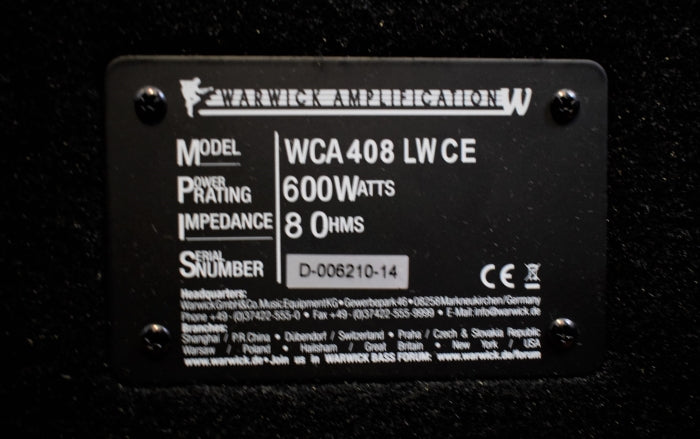 WARWICK AMPLIFICATION W
MODEL WCA 408 LW CE
POWER RATING 600WATTS
IMPEDANCE 8 OHMS
SERIAL NUMBER D-006210-14
CE
Headquarters:
Warwick GmbH & Co. Music Equipment KG • Gewerbepark 46 • 08258 Markneukirchen / Germany
Phone +49 - (0)37422-555-0 • Fax +49 - (0)37422-555-9999 • E-Mail: info@warwick.de
Branches:
Shanghai / P.R.China • Dübendorf / Switzerland • Praha / Czech & Slovakia Republic
Warsaw / Poland • Hailsham / Great Britain • New York / USA
www.warwick.de • Join us in WARWICK BASS FORUM: www.warwick.de/forum